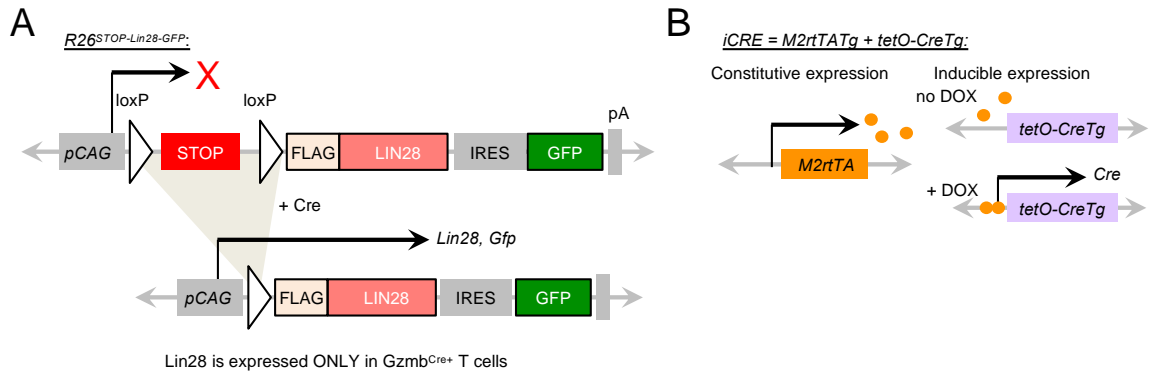 A
R26STOP-Lin28-GFP:
X
loxP
loxP
pA
pCAG
STOP
FLAG
LIN28
IRES
GFP
+ Cre
Lin28, Gfp
pCAG
FLAG
LIN28
IRES
GFP
Lin28 is expressed ONLY in GzmbCre+ T cells
B
iCRE = M2rtTATg + tetO-CreTg:
Constitutive expression
Inducible expression
no DOX
tetO-CreTg
M2rtTA
+ DOX
Cre
tetO-CreTg